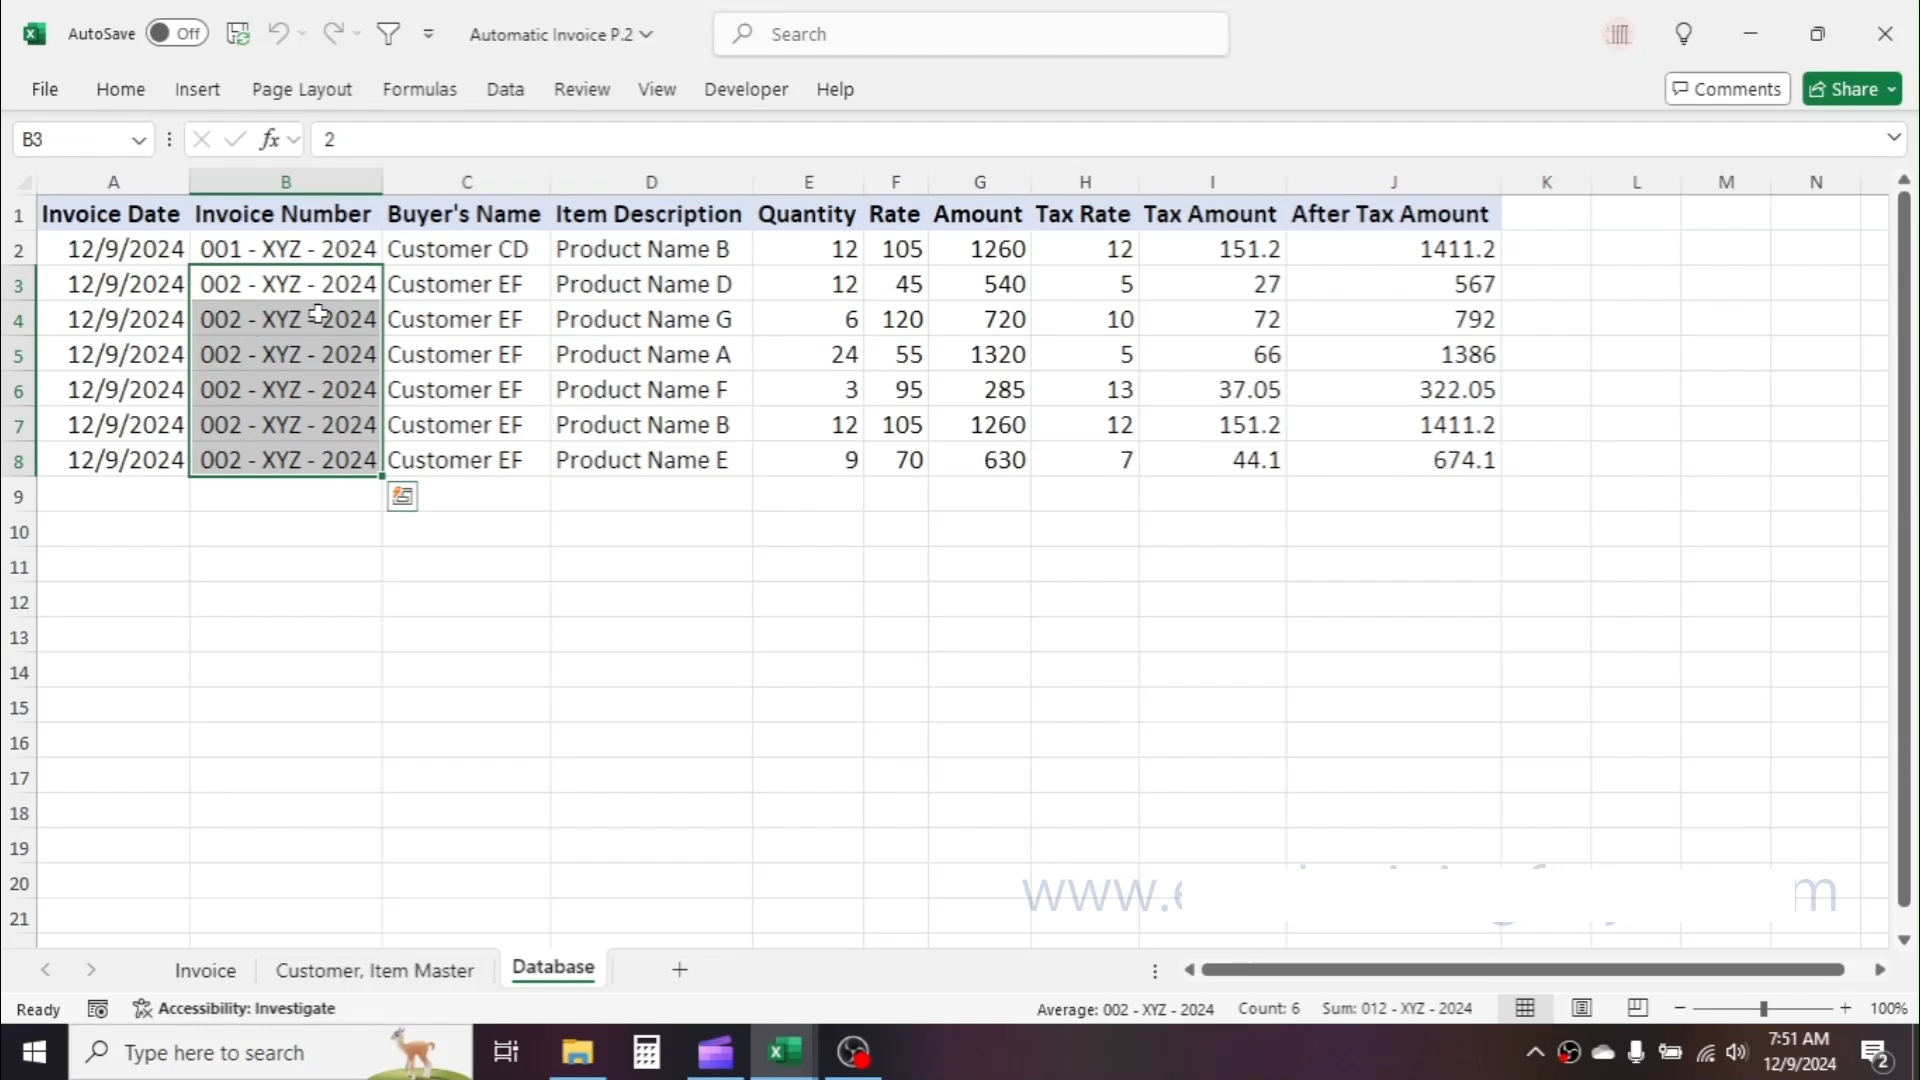 AutoSave Off Automatic Invoice P.2 Search
File Home Insert Page Layout Formulas Data Review View Developer Help Comments Share
B3 fx 2
A B C D E F G H I J K L M N
1 Invoice Date Invoice Number Buyer's Name Item Description Quantity Rate Amount Tax Rate Tax Amount After Tax Amount
2 12/9/2024 001 - XYZ - 2024 Customer CD Product Name B 12 105 1260 12 151.2 1411.2
3 12/9/2024 002 - XYZ - 2024 Customer EF Product Name D 12 45 540 5 27 567
4 12/9/2024 002 - XYZ - 2024 Customer EF Product Name G 6 120 720 10 72 792
5 12/9/2024 002 - XYZ - 2024 Customer EF Product Name A 24 55 1320 5 66 1386
6 12/9/2024 002 - XYZ - 2024 Customer EF Product Name F 3 95 285 13 37.05 322.05
7 12/9/2024 002 - XYZ - 2024 Customer EF Product Name B 12 105 1260 12 151.2 1411.2
8 12/9/2024 002 - XYZ - 2024 Customer EF Product Name E 9 70 630 7 44.1 674.1
9
10
11
12
13
14
15
16
17
18
19
20
21
Invoice Customer, Item Master Database
Ready Accessibility: Investigate Average: 002 - XYZ - 2024 Count: 6 Sum: 012 - XYZ - 2024 100%
Type here to search 7:51 AM
12/9/2024 2